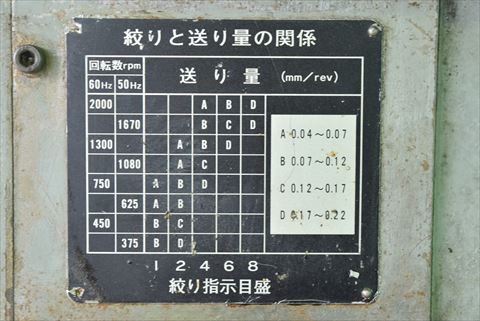 絞りと送り量の関係
回転数rpm 送り量 (mm/rev)
60Hz 50Hz
2000 A B D
1670 B C D
1300 A B D
1080 A C
750 A B D
625 A B
450 B C
375 B D
A 0.04～0.07
B 0.07～0.12
C 0.12～0.17
D 0.17～0.22
1 2 4 6 8
絞り指示目盛